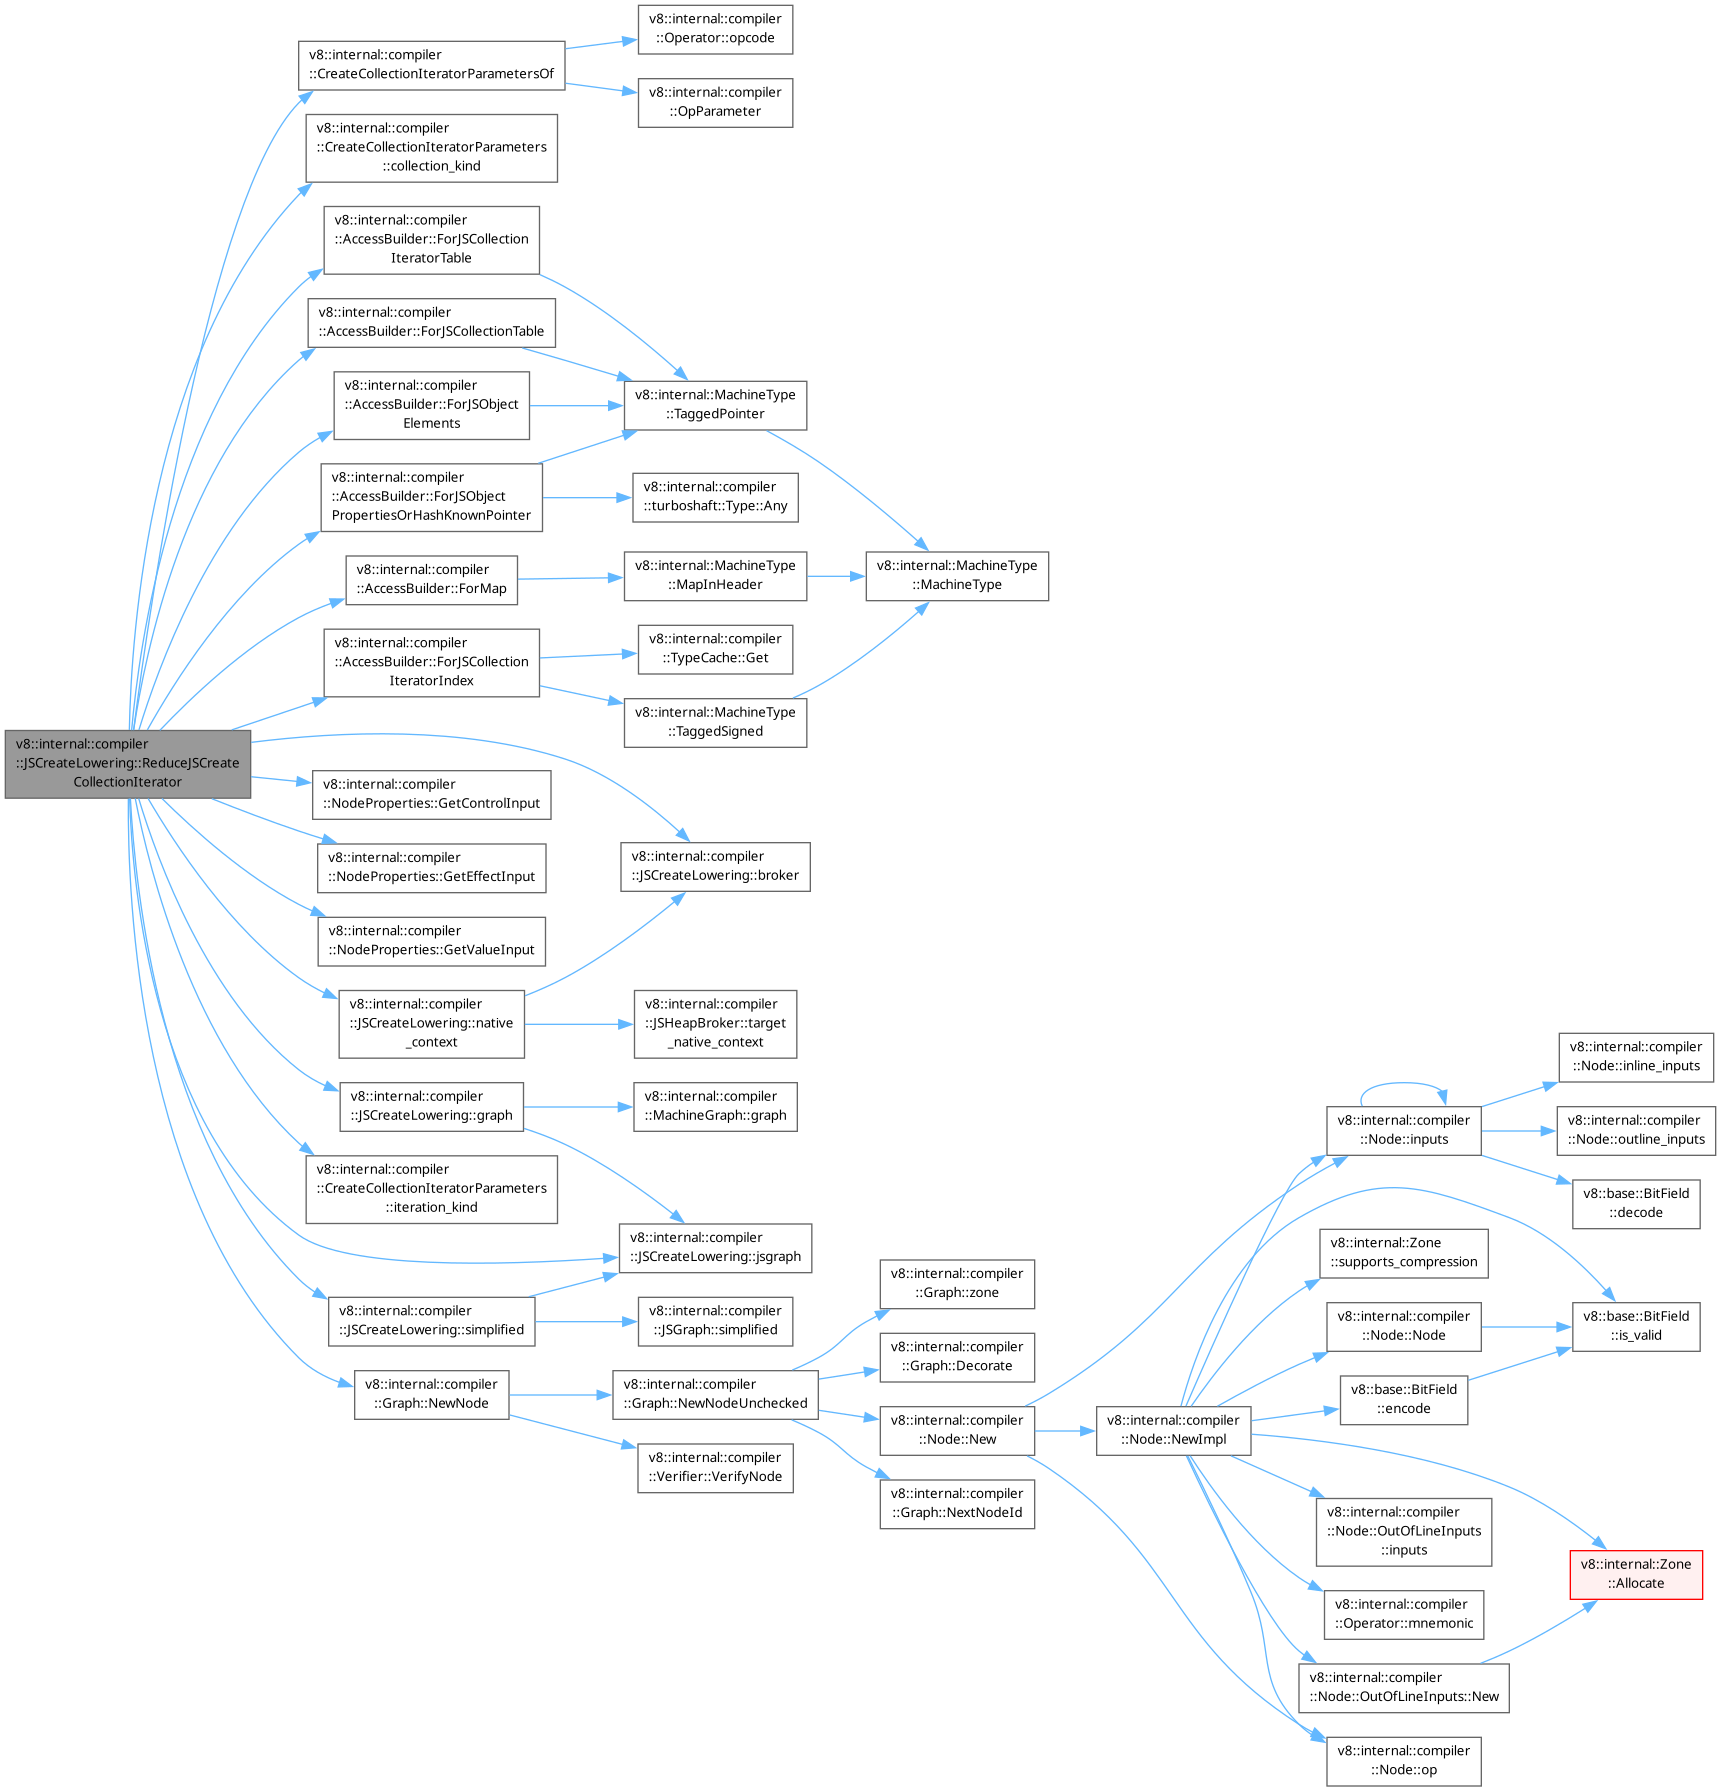 v8::internal::compiler
::JSCreateLowering::ReduceJSCreate
CollectionIterator
v8::internal::compiler
::CreateCollectionIteratorParametersOf
v8::internal::compiler
::Operator::opcode
v8::internal::compiler
::OpParameter
v8::internal::compiler
::CreateCollectionIteratorParameters
::collection_kind
v8::internal::compiler
::AccessBuilder::ForJSCollection
IteratorTable
v8::internal::compiler
::AccessBuilder::ForJSCollectionTable
v8::internal::compiler
::AccessBuilder::ForJSObject
Elements
v8::internal::MachineType
::TaggedPointer
v8::internal::compiler
::AccessBuilder::ForJSObject
PropertiesOrHashKnownPointer
v8::internal::compiler
::turboshaft::Type::Any
v8::internal::compiler
::AccessBuilder::ForMap
v8::internal::MachineType
::MapInHeader
v8::internal::MachineType
::MachineType
v8::internal::compiler
::AccessBuilder::ForJSCollection
IteratorIndex
v8::internal::compiler
::TypeCache::Get
v8::internal::MachineType
::TaggedSigned
v8::internal::compiler
::NodeProperties::GetControlInput
v8::internal::compiler
::NodeProperties::GetEffectInput
v8::internal::compiler
::JSCreateLowering::broker
v8::internal::compiler
::NodeProperties::GetValueInput
v8::internal::compiler
::JSCreateLowering::native
_context
v8::internal::compiler
::JSHeapBroker::target
_native_context
v8::internal::compiler
::JSCreateLowering::graph
v8::internal::compiler
::MachineGraph::graph
v8::internal::compiler
::CreateCollectionIteratorParameters
::iteration_kind
v8::internal::compiler
::JSCreateLowering::jsgraph
v8::internal::compiler
::JSCreateLowering::simplified
v8::internal::compiler
::JSGraph::simplified
v8::internal::compiler
::Graph::NewNode
v8::internal::compiler
::Graph::NewNodeUnchecked
v8::internal::compiler
::Verifier::VerifyNode
v8::internal::compiler
::Graph::zone
v8::internal::compiler
::Graph::Decorate
v8::internal::compiler
::Node::New
v8::internal::compiler
::Graph::NextNodeId
v8::internal::compiler
::Node::NewImpl
v8::internal::compiler
::Node::inputs
v8::internal::compiler
::Node::inline_inputs
v8::internal::compiler
::Node::outline_inputs
v8::base::BitField
::decode
v8::internal::Zone
::supports_compression
v8::internal::compiler
::Node::Node
v8::base::BitField
::is_valid
v8::base::BitField
::encode
v8::internal::compiler
::Node::OutOfLineInputs
::inputs
v8::internal::Zone
::Allocate
v8::internal::compiler
::Operator::mnemonic
v8::internal::compiler
::Node::OutOfLineInputs::New
v8::internal::compiler
::Node::op